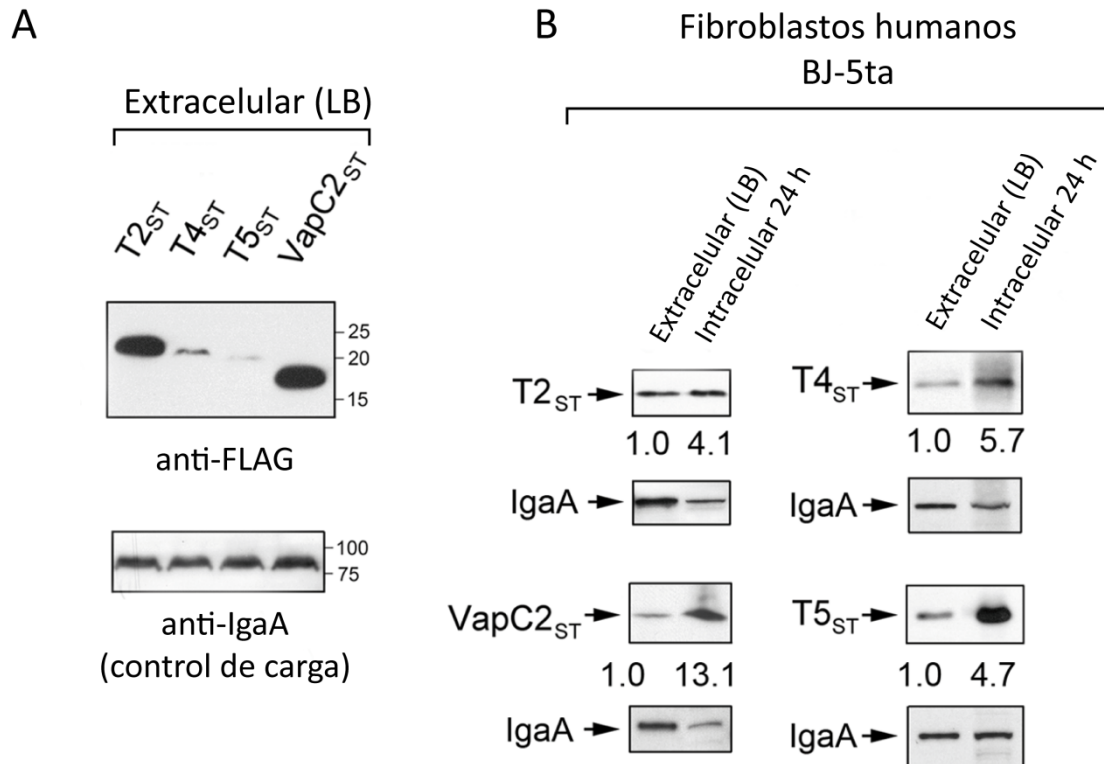 A
Extracelular (LB)
T2ST
T4ST
T5ST
VapC2ST
25
20
15
anti-FLAG
100
75
anti-IgaA
(control de carga)
B
Fibroblastos humanos
BJ-5ta
Extracelular (LB)
Intracelular 24 h
Extracelular (LB)
Intracelular 24 h
T2ST
1.0 4.1
IgaA
T4ST
1.0 5.7
IgaA
VapC2ST
1.0 13.1
IgaA
T5ST
1.0 4.7
IgaA